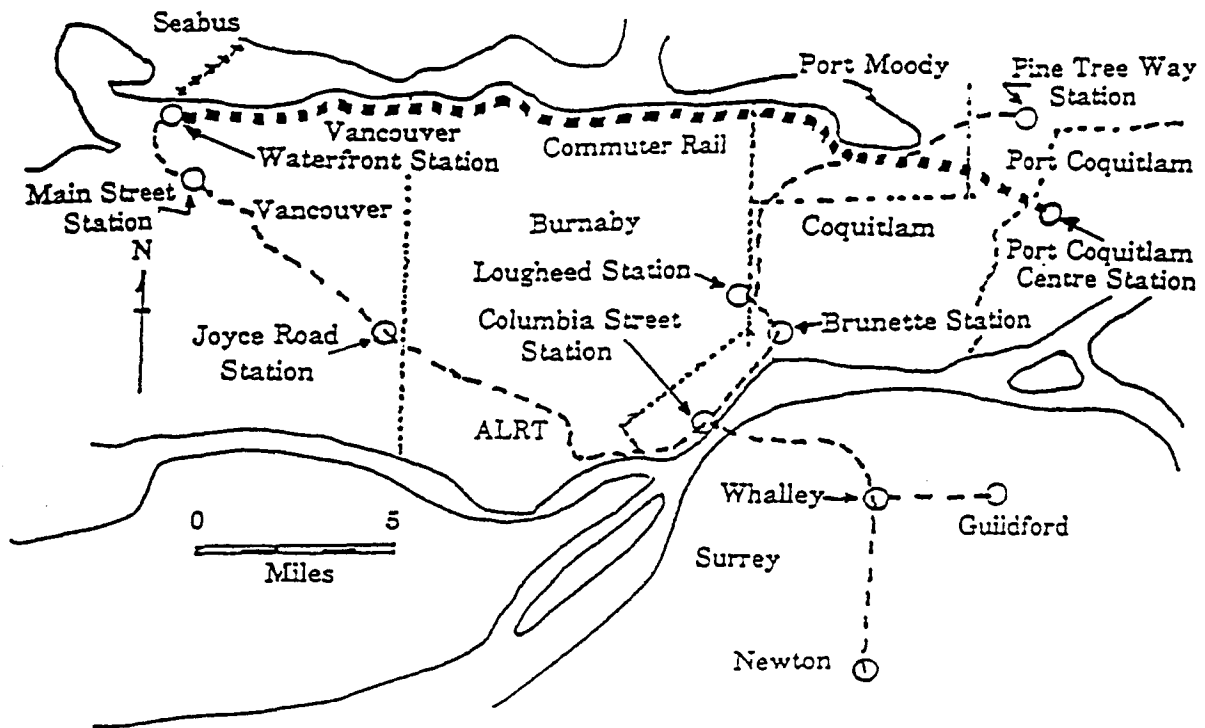 Seabus
Port Moody
Pine Tree Way
Station
Vancouver
Waterfront Station
Commuter Rail
Port Coquitlam
Main Street
Station
Vancouver
Burnaby
Coquitlam
N
Port Coquitlam
Centre Station
Lougheed Station
Joyce Road
Station
Columbia Street
Station
Brunette Station
ALRT
Whalley
Guildford
0 5
Miles
Surrey
Newton